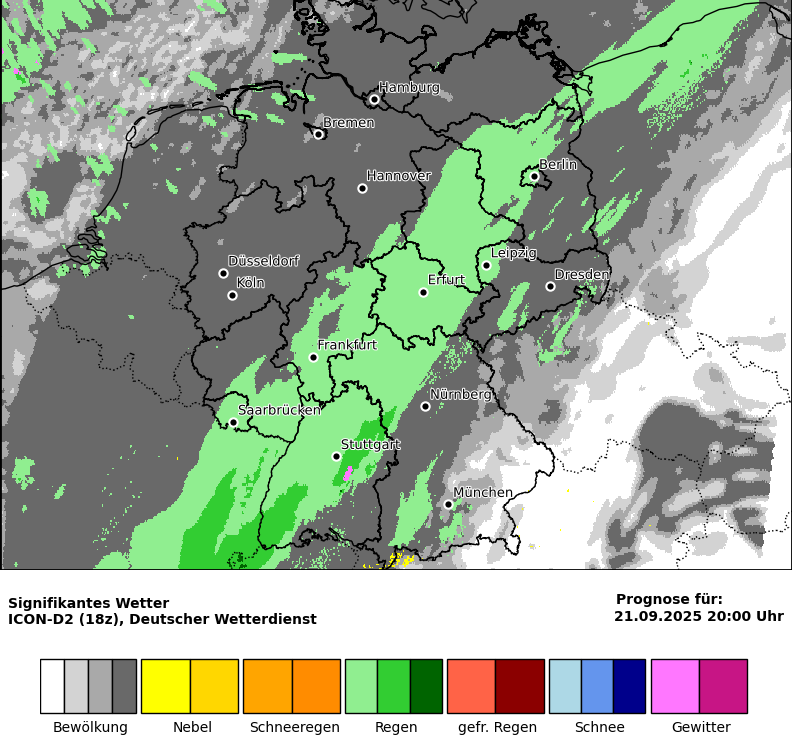 Hamburg
Bremen
Berlin
Hannover
Leipzig
Düsseldorf
Dresden
Köln
Erfurt
Frankfurt
Nürnberg
Saarbrücken
Stuttgart
München
Signifikantes Wetter
ICON-D2 (18z), Deutscher Wetterdienst
Prognose für:
21.09.2025 20:00 Uhr
Bewölkung Nebel Schneeregen Regen gefr. Regen Schnee Gewitter